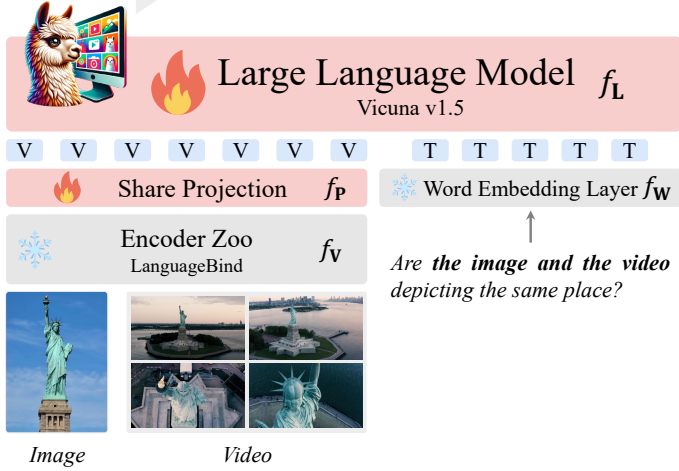 Large Language Model f_L
Vicuna v1.5
V V V V V V V T T T T T
Share Projection f_P
Word Embedding Layer f_W
Encoder Zoo f_V
LanguageBind
Are the image and the video
depicting the same place?
Image Video